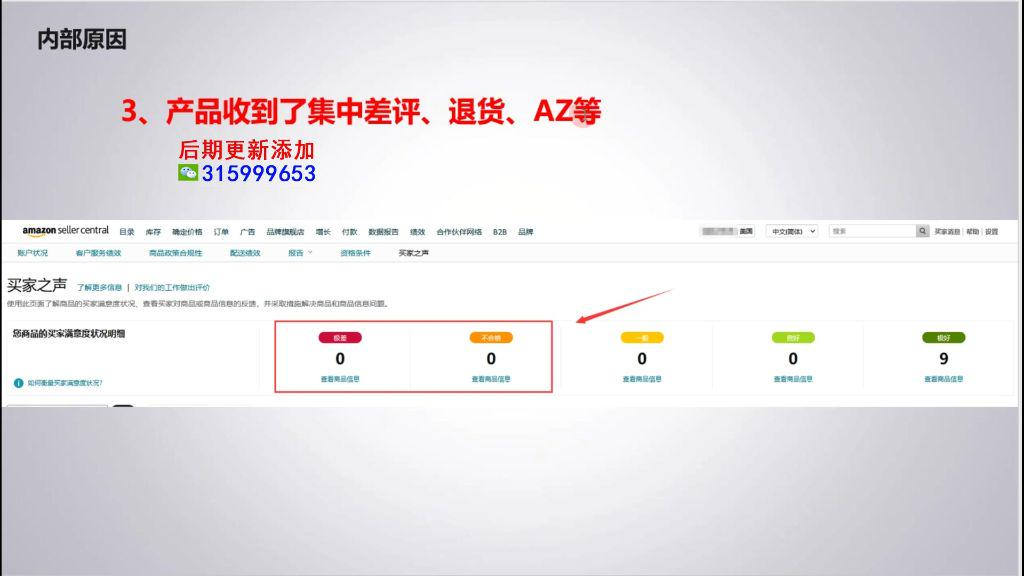 内部原因
3、产品收到了集中差评、退货、AZ等
后期更新添加
315999653
amazon seller central 目录 库存 确定价格 订单 广告 品牌旗舰店 增长 付款 数据报告 绩效 合作伙伴网络 B2B 品牌 美国 中文(简体) 搜索 买家消息 | 帮助 | 设置
账户状况 客户服务绩效 商品政策合规性 配送绩效 报告 资格条件 买家之声
买家之声 了解更多信息 | 对我们的工作做出评价
使用此页面了解商品的买家满意度状况、查看买家对商品或商品信息的反馈，并采取措施解决商品和商品信息问题。
您商品的买家满意度状况明细
极差 不合格 一般 良好 极好
0 0 0 0 9
查看商品信息 查看商品信息 查看商品信息 查看商品信息 查看商品信息
如何衡量买家满意度状况?